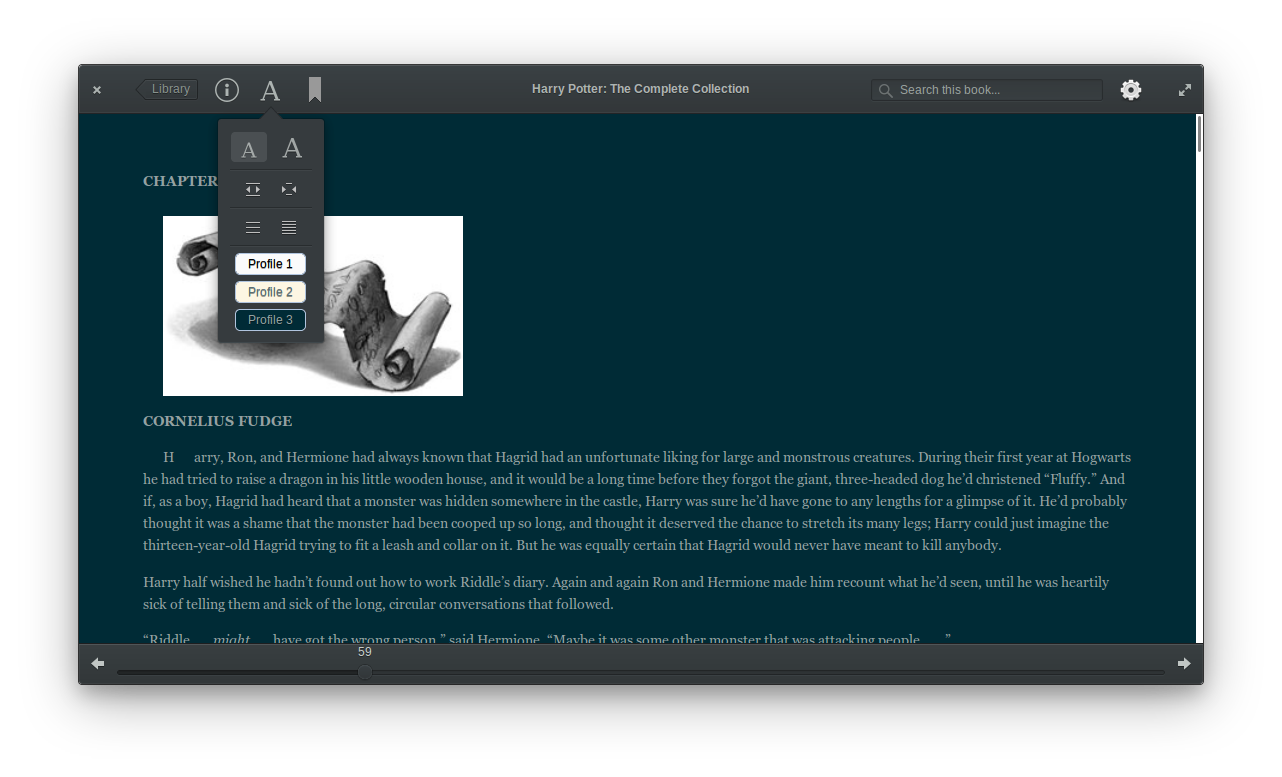 Library
A
Harry Potter: The Complete Collection
Search this book...
A A
Profile 1
Profile 2
Profile 3
CHAPTER
CORNELIUS FUDGE
H arry, Ron, and Hermione had always known that Hagrid had an unfortunate liking for large and monstrous creatures. During their first year at Hogwarts
he had tried to raise a dragon in his little wooden house, and it would be a long time before they forgot the giant, three-headed dog he’d christened “Fluffy.” And
if, as a boy, Hagrid had heard that a monster was hidden somewhere in the castle, Harry was sure he’d have gone to any lengths for a glimpse of it. He’d probably
thought it was a shame that the monster had been cooped up so long, and thought it deserved the chance to stretch its many legs; Harry could just imagine the
thirteen-year-old Hagrid trying to fit a leash and collar on it. But he was equally certain that Hagrid would never have meant to kill anybody.
Harry half wished he hadn’t found out how to work Riddle’s diary. Again and again Ron and Hermione made him recount what he’d seen, until he was heartily
sick of telling them and sick of the long, circular conversations that followed.
“Riddle might have got the wrong person,” said Hermione. “Maybe it was some other monster that was attacking people ”
59